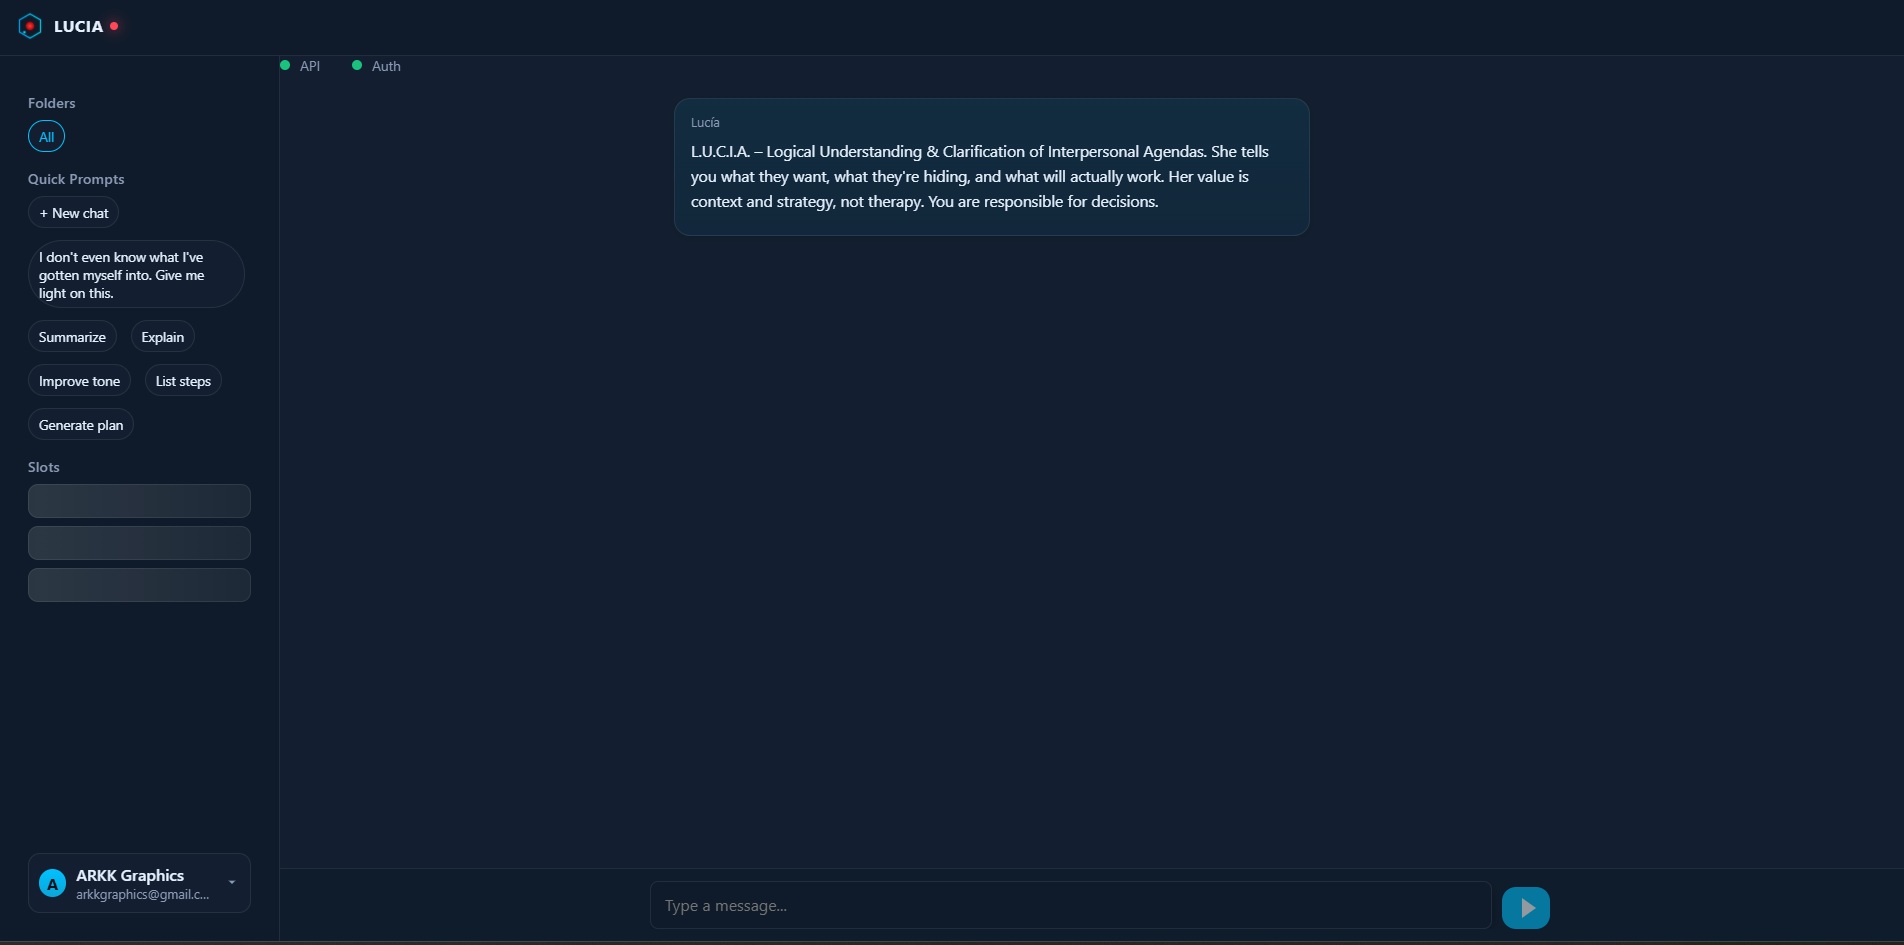 LUCIA
API
Auth
Folders
All
Quick Prompts
+ New chat
I don't even know what I've
gotten myself into. Give me
light on this.
Summarize
Explain
Improve tone
List steps
Generate plan
Slots
A
ARKK Graphics
arkkgraphics@gmail.c...
Lucía
L.U.C.I.A. – Logical Understanding & Clarification of Interpersonal Agendas. She tells
you what they want, what they're hiding, and what will actually work. Her value is
context and strategy, not therapy. You are responsible for decisions.
Type a message...